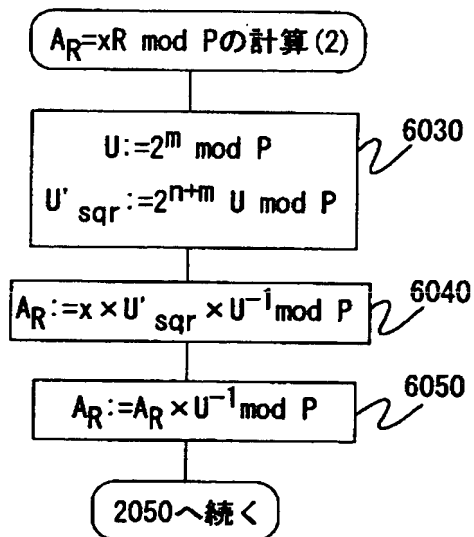 A_R=xR mod Pの計算(2)
U:=2^m mod P
6030
U'_sqr:=2^{n+m} U mod P
A_R:=x×U'_sqr×U^{-1} mod P
6040
A_R:=A_R×U^{-1} mod P
6050
2050へ続く